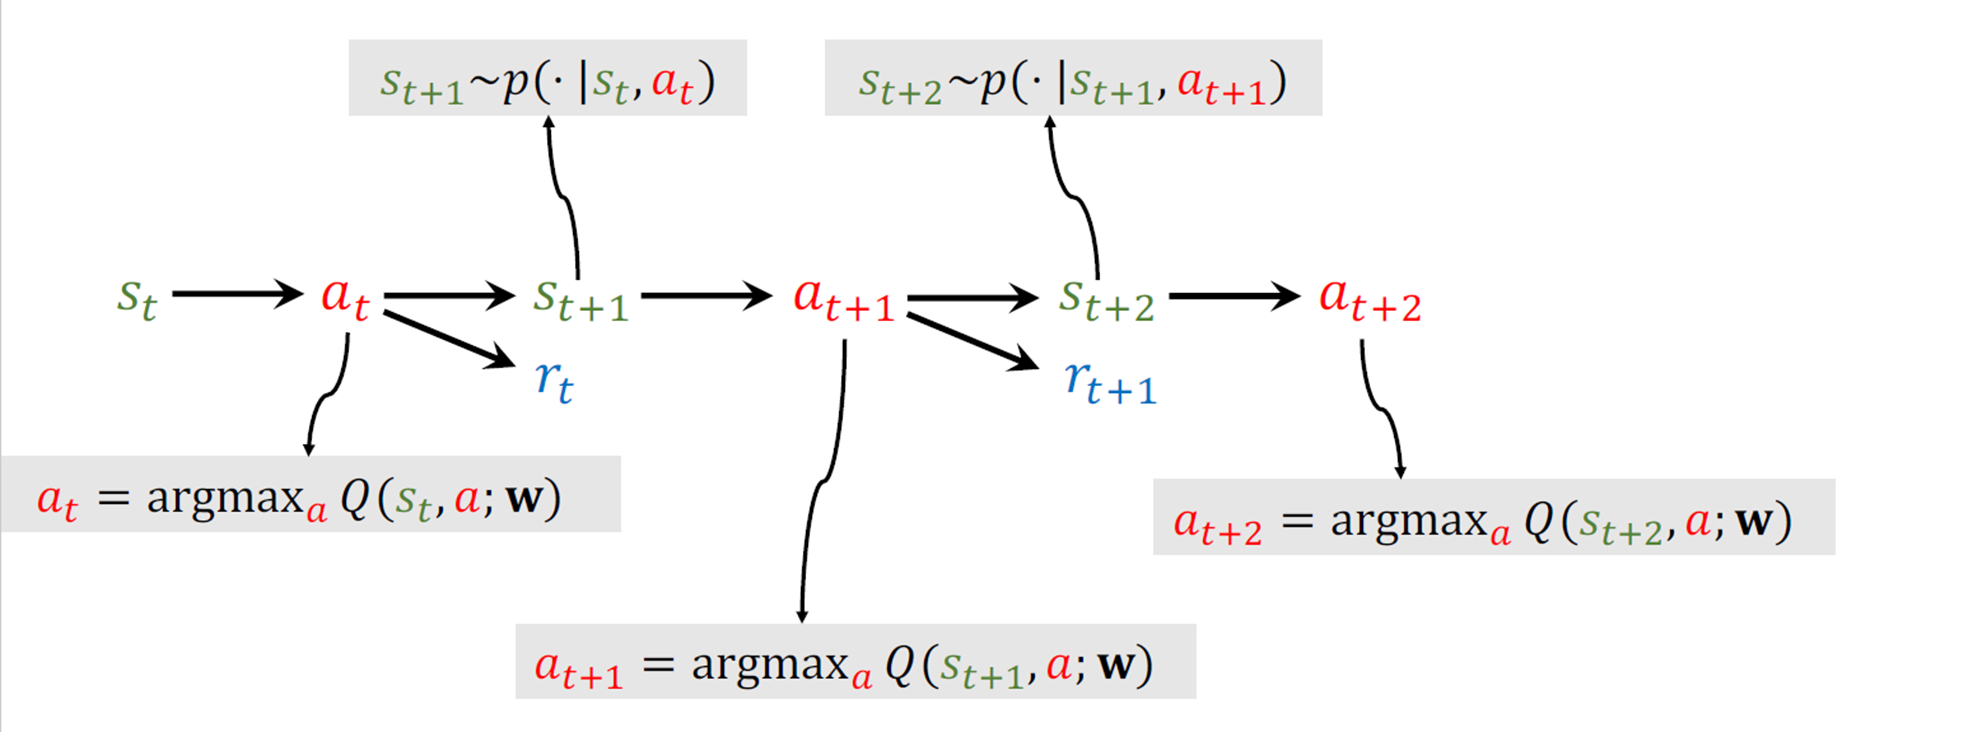 s_{t+1}~p(· |s_t, a_t)
s_{t+2}~p(· |s_{t+1}, a_{t+1})
s_t a_t s_{t+1} a_{t+1} s_{t+2} a_{t+2}
r_t r_{t+1}
a_t = argmax_a Q(s_t, a; w)
a_{t+2} = argmax_a Q(s_{t+2}, a; w)
a_{t+1} = argmax_a Q(s_{t+1}, a; w)